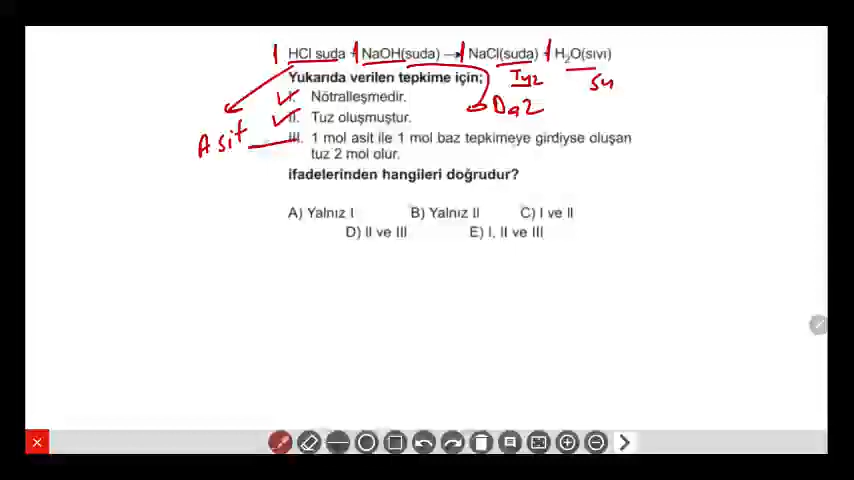 1 HCl suda + 1 NaOH(suda) → 1 NaCl(suda) + 1 H₂O(sıvı)
Tuz
su
Yukarıda verilen tepkime için;
I. Nötralleşmedir.
Baz
II. Tuz oluşmuştur.
Asit
III. 1 mol asit ile 1 mol baz tepkimeye girdiyse oluşan
tuz 2 mol olur.
ifadelerinden hangileri doğrudur?
A) Yalnız I B) Yalnız II C) I ve II
D) II ve III E) I, II ve III